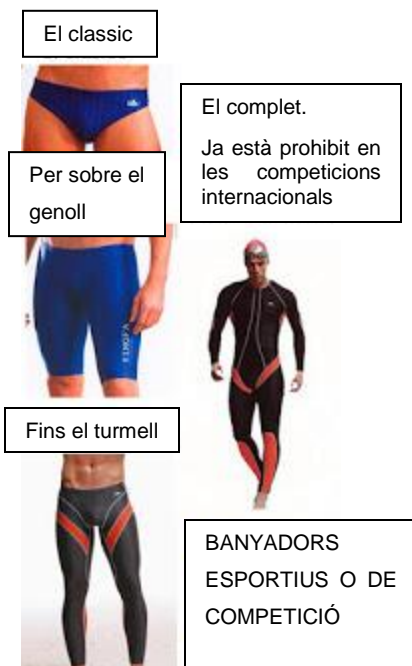 El classic
El complet.
Ja està prohibit en
les competicions
internacionals
Per sobre el
genoll
Fins el turmell
BANYADORS
ESPORTIUS O DE
COMPETICIÓ